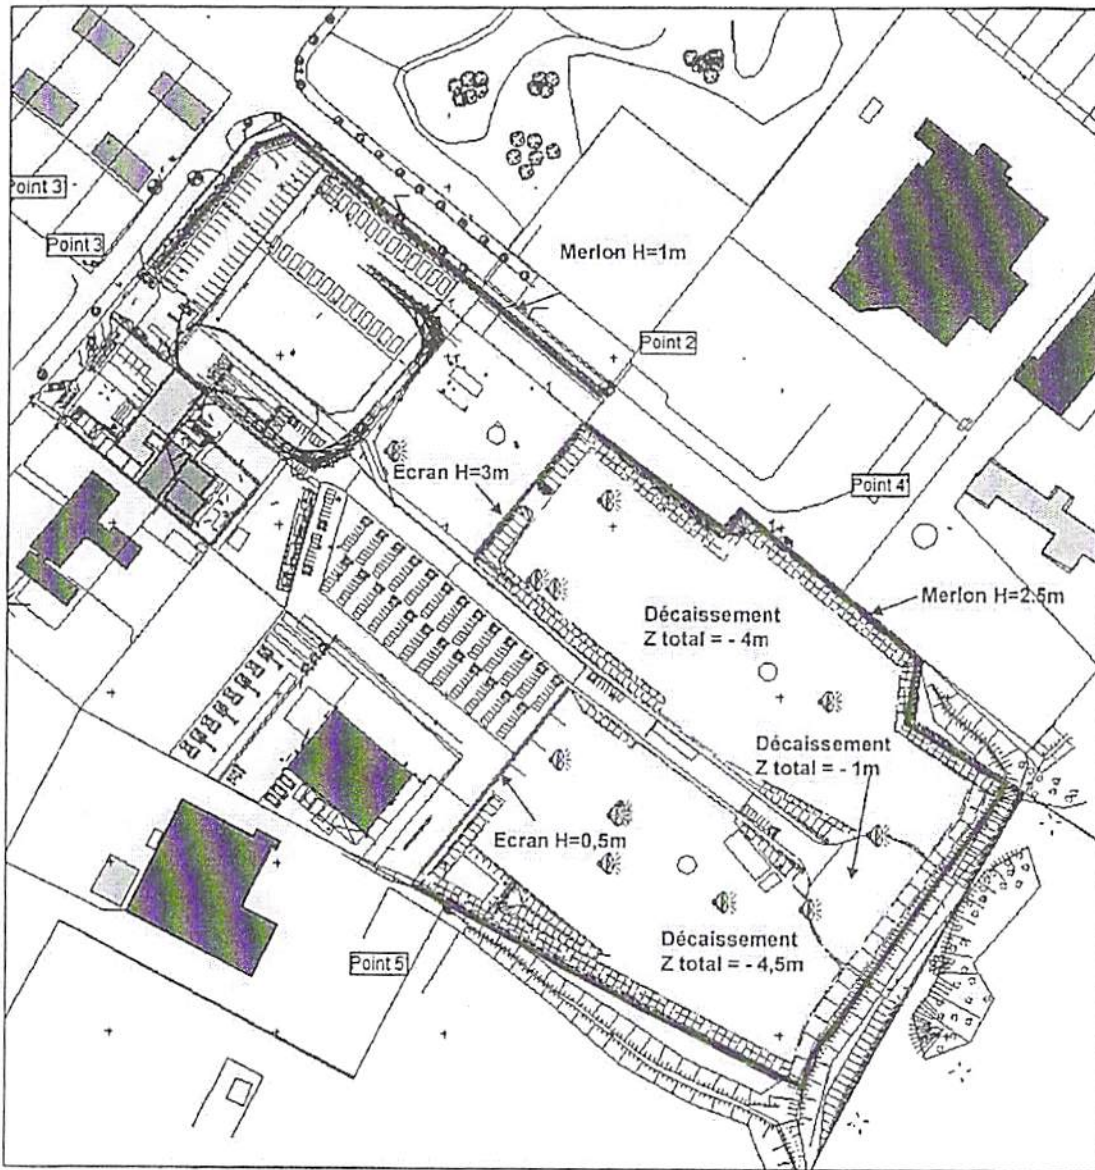 Point 3'
Point 3
Merlon H=1m
Point 2
Ecran H=3m
Point 4
Merlon H=2.5m
Décaissement
Z total = - 4m
Décaissement
Z total = - 1m
Ecran H=0,5m
Décaissement
Z total = - 4,5m
Point 5